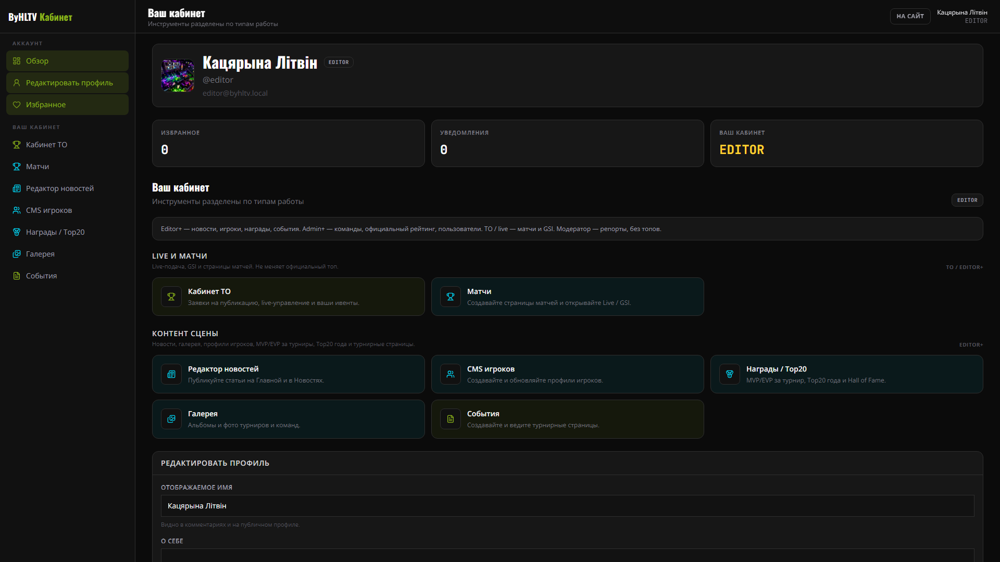 ByHLTV Кабинет
АККАУНТ
Обзор
Редактировать профиль
Избранное
ВАШ КАБИНЕТ
Кабинет ТО
Матчи
Редактор новостей
CMS игроков
Награды / Top20
Галерея
События
Ваш кабинет
Инструменты разделены по типам работы
НА САЙТ
Кацярына Літвін
EDITOR
Кацярына Літвін
EDITOR
@editor
editor@byhltv.local
ИЗБРАННОЕ
0
УВЕДОМЛЕНИЯ
0
ВАШ КАБИНЕТ
EDITOR
Ваш кабинет
Инструменты разделены по типам работы
EDITOR
Editor+ — новости, игроки, награды, события. Admin+ — команды, официальный рейтинг, пользователи. TO / live — матчи и GSI. Модератор — репорты, без топов.
LIVE И МАТЧИ
Live-подача, GSI и страницы матчей. Не меняет официальный топ.
TO / EDITOR+
Кабинет ТО
Заявки на публикацию, live-управление и ваши ивенты.
Матчи
Создавайте страницы матчей и открывайте Live / GSI.
КОНТЕНТ СЦЕНЫ
Новости, галерея, профили игроков, MVP/EVP за турниры, Top20 года и турнирные страницы.
EDITOR+
Редактор новостей
Публикуйте статьи на Главной и в Новостях.
CMS игроков
Создавайте и обновляйте профили игроков.
Награды / Top20
MVP/EVP за турнир, Top20 года и Hall of Fame.
Галерея
Альбомы и фото турниров и команд.
События
Создавайте и ведите турнирные страницы.
РЕДАКТИРОВАТЬ ПРОФИЛЬ
ОТОБРАЖАЕМОЕ ИМЯ
Кацярына Літвін
Видно в комментариях и на публичном профиле.
О СЕБЕ